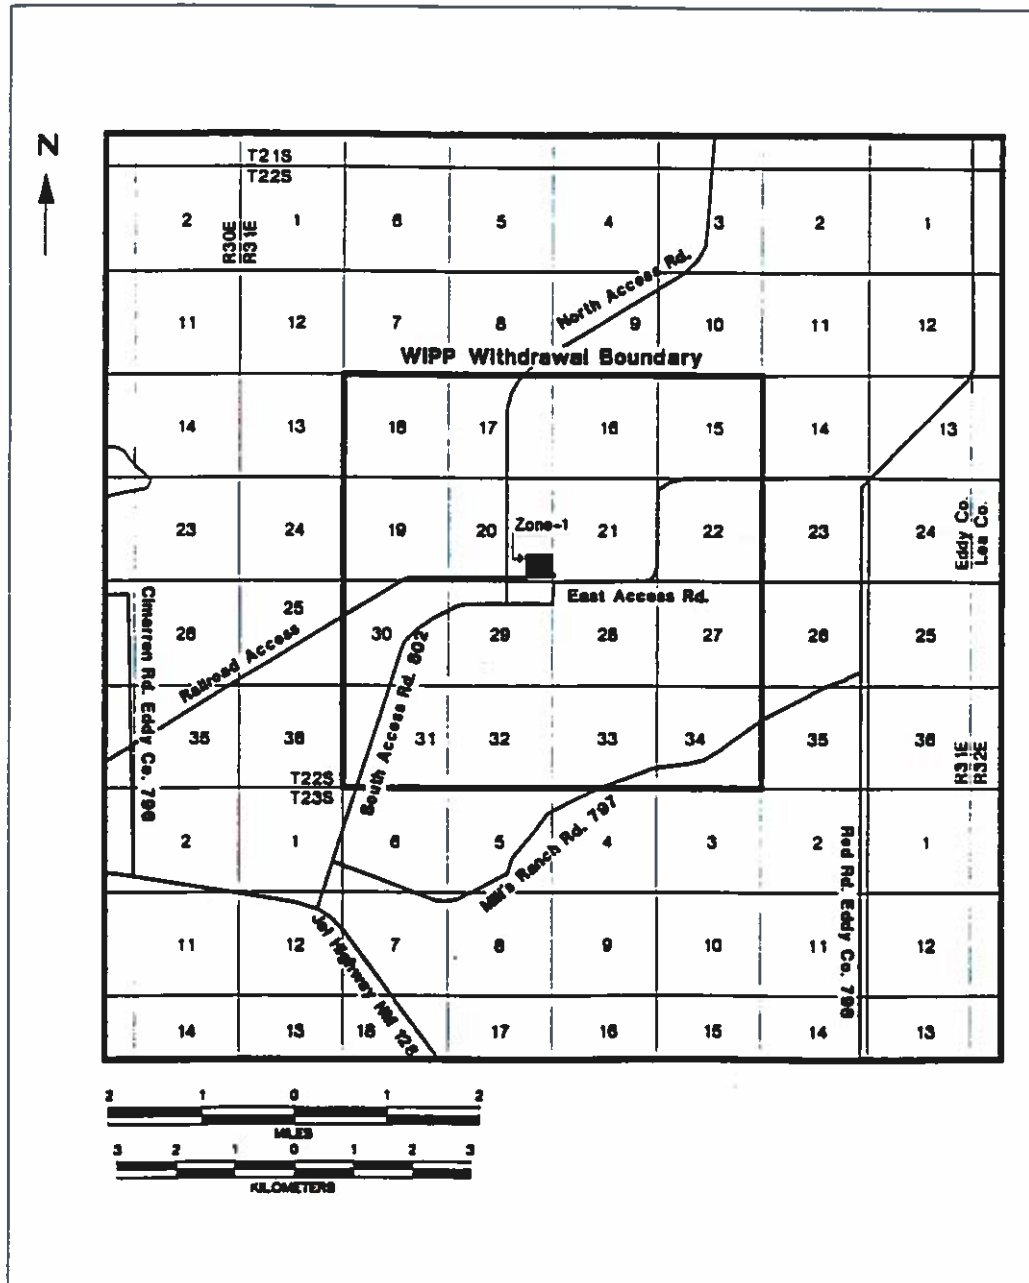 N
T21S
T22S
2 1 6 5 4 3 2 1
R30E
R31E
North Access Rd.
11 12 7 8 9 10 11 12
WIPP Withdrawal Boundary
14 13 18 17 16 15 14 13
23 24 19 20 21 22 23 24
Zone-1
Eddy Co.
Lea Co.
East Access Rd.
Cimarron Rd. Eddy Co. 796
26 25 30 29 28 27 26 25
Railroad Access
South Access Rd. 802
35 36 31 32 33 34 35 36
R31E
R32E
T22S
T23S
2 1 6 5 4 3 2 1
Mill's Ranch Rd. 797
Red Rd. Eddy Co. 798
11 12 7 8 9 10 11 12
Jal Highway NM 128
14 13 18 17 16 15 14 13
2 1 0 1 2
MILES
3 2 1 0 1 2 3
KILOMETERS